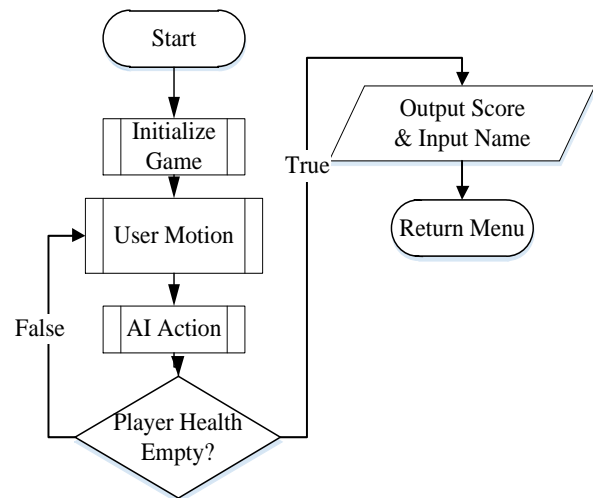 Start
Initialize
Game
User Motion
AI Action
Player Health
Empty?
False
True
Output Score
& Input Name
Return Menu